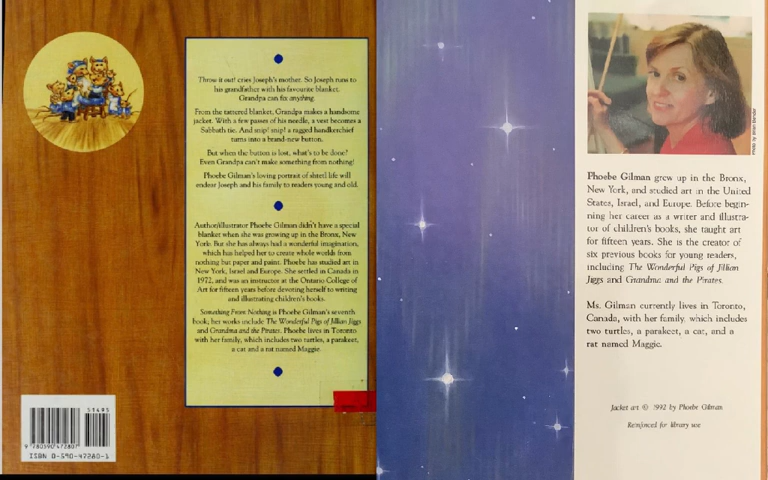 Throw it out! cries Joseph's mother. So Joseph runs to
his grandfather with his favourite blanket.
Grandpa can fix anything.
From the tattered blanket, Grandpa makes a handsome
jacket. With a few passes of his needle, a vest becomes a
Sabbath tie. And snip! snip! a ragged handkerchief
turns into a brand-new button.
But when the button is lost, what's to be done?
Even Grandpa can't make something from nothing!
Phoebe Gilman's loving portrait of shtetl life will
endear Joseph and his family to readers young and old.
Author/illustrator Phoebe Gilman didn't have a special
blanket when she was growing up in the Bronx, New
York. But she has always had a wonderful imagination,
which has helped her to create whole worlds from
nothing but paper and paint. Phoebe has studied art in
New York, Israel and Europe. She settled in Canada in
1972, and was an instructor at the Ontario College of
Art for fifteen years before devoting herself to writing
and illustrating children's books.
Something From Nothing is Phoebe Gilman's seventh
book; her works include The Wonderful Pigs of Jillian Jiggs
and Grandma and the Pirates. Phoebe lives in Toronto
with her family, which includes two turtles, a parakeet,
a cat and a rat named Maggie.
51495
9 780590 472807
ISBN 0-590-47280-1
Photo by Brian Bender
Phoebe Gilman grew up in the Bronx,
New York, and studied art in the United
States, Israel, and Europe. Before begin-
ning her career as a writer and illustra-
tor of children's books, she taught art
for fifteen years. She is the creator of
six previous books for young readers,
including The Wonderful Pigs of Jillian
Jiggs and Grandma and the Pirates.
Ms. Gilman currently lives in Toronto,
Canada, with her family, which includes
two turtles, a parakeet, a cat, and a
rat named Maggie.
Jacket art © 1992 by Phoebe Gilman
Reinforced for library use